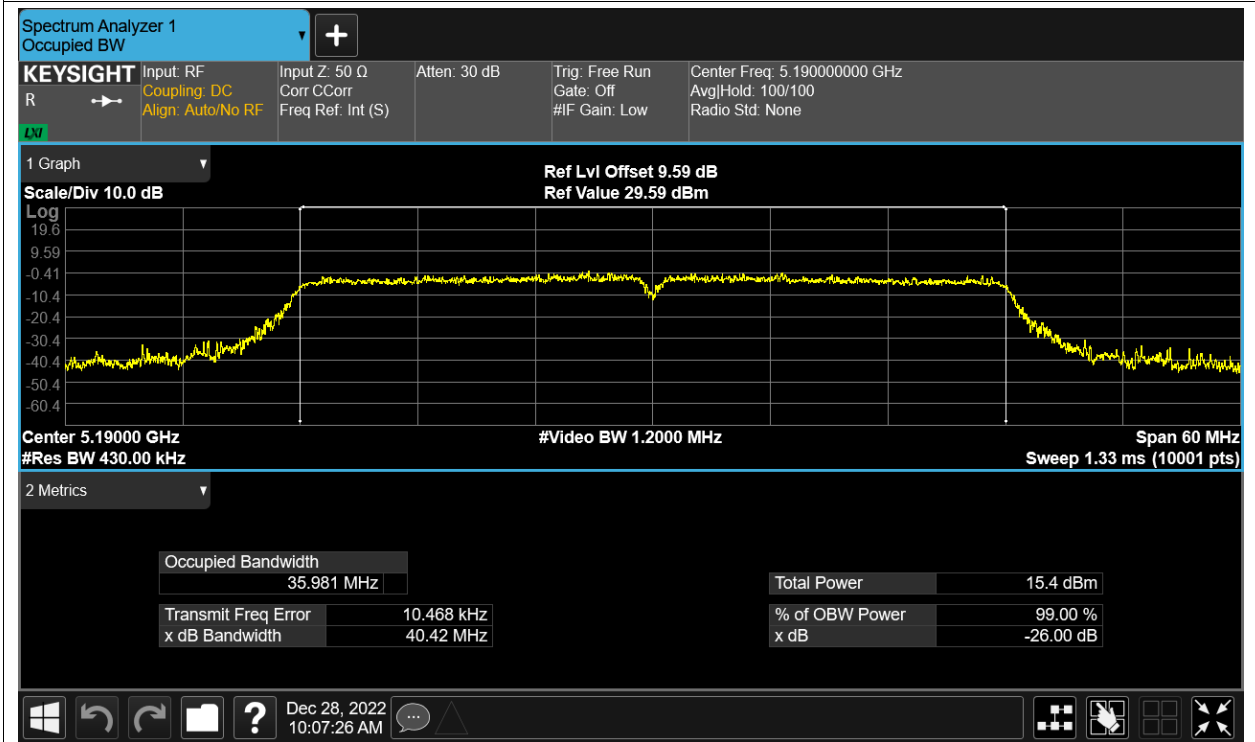 Spectrum Analyzer 1
Occupied BW
KEYSIGHT
R
LXI
Input: RF
Coupling: DC
Align: Auto/No RF
Input Z: 50 Ω
Corr CCorr
Freq Ref: Int (S)
Atten: 30 dB
Trig: Free Run
Gate: Off
#IF Gain: Low
Center Freq: 5.190000000 GHz
Avg|Hold: 100/100
Radio Std: None
1 Graph
Scale/Div 10.0 dB
Ref Lvl Offset 9.59 dB
Ref Value 29.59 dBm
Log
19.6
9.59
-0.41
-10.4
-20.4
-30.4
-40.4
-50.4
-60.4
Center 5.19000 GHz
#Res BW 430.00 kHz
#Video BW 1.2000 MHz
Span 60 MHz
Sweep 1.33 ms (10001 pts)
2 Metrics
Occupied Bandwidth
35.981 MHz
Transmit Freq Error 10.468 kHz
x dB Bandwidth 40.42 MHz
Total Power 15.4 dBm
% of OBW Power 99.00 %
x dB -26.00 dB
?
Dec 28, 2022
10:07:26 AM